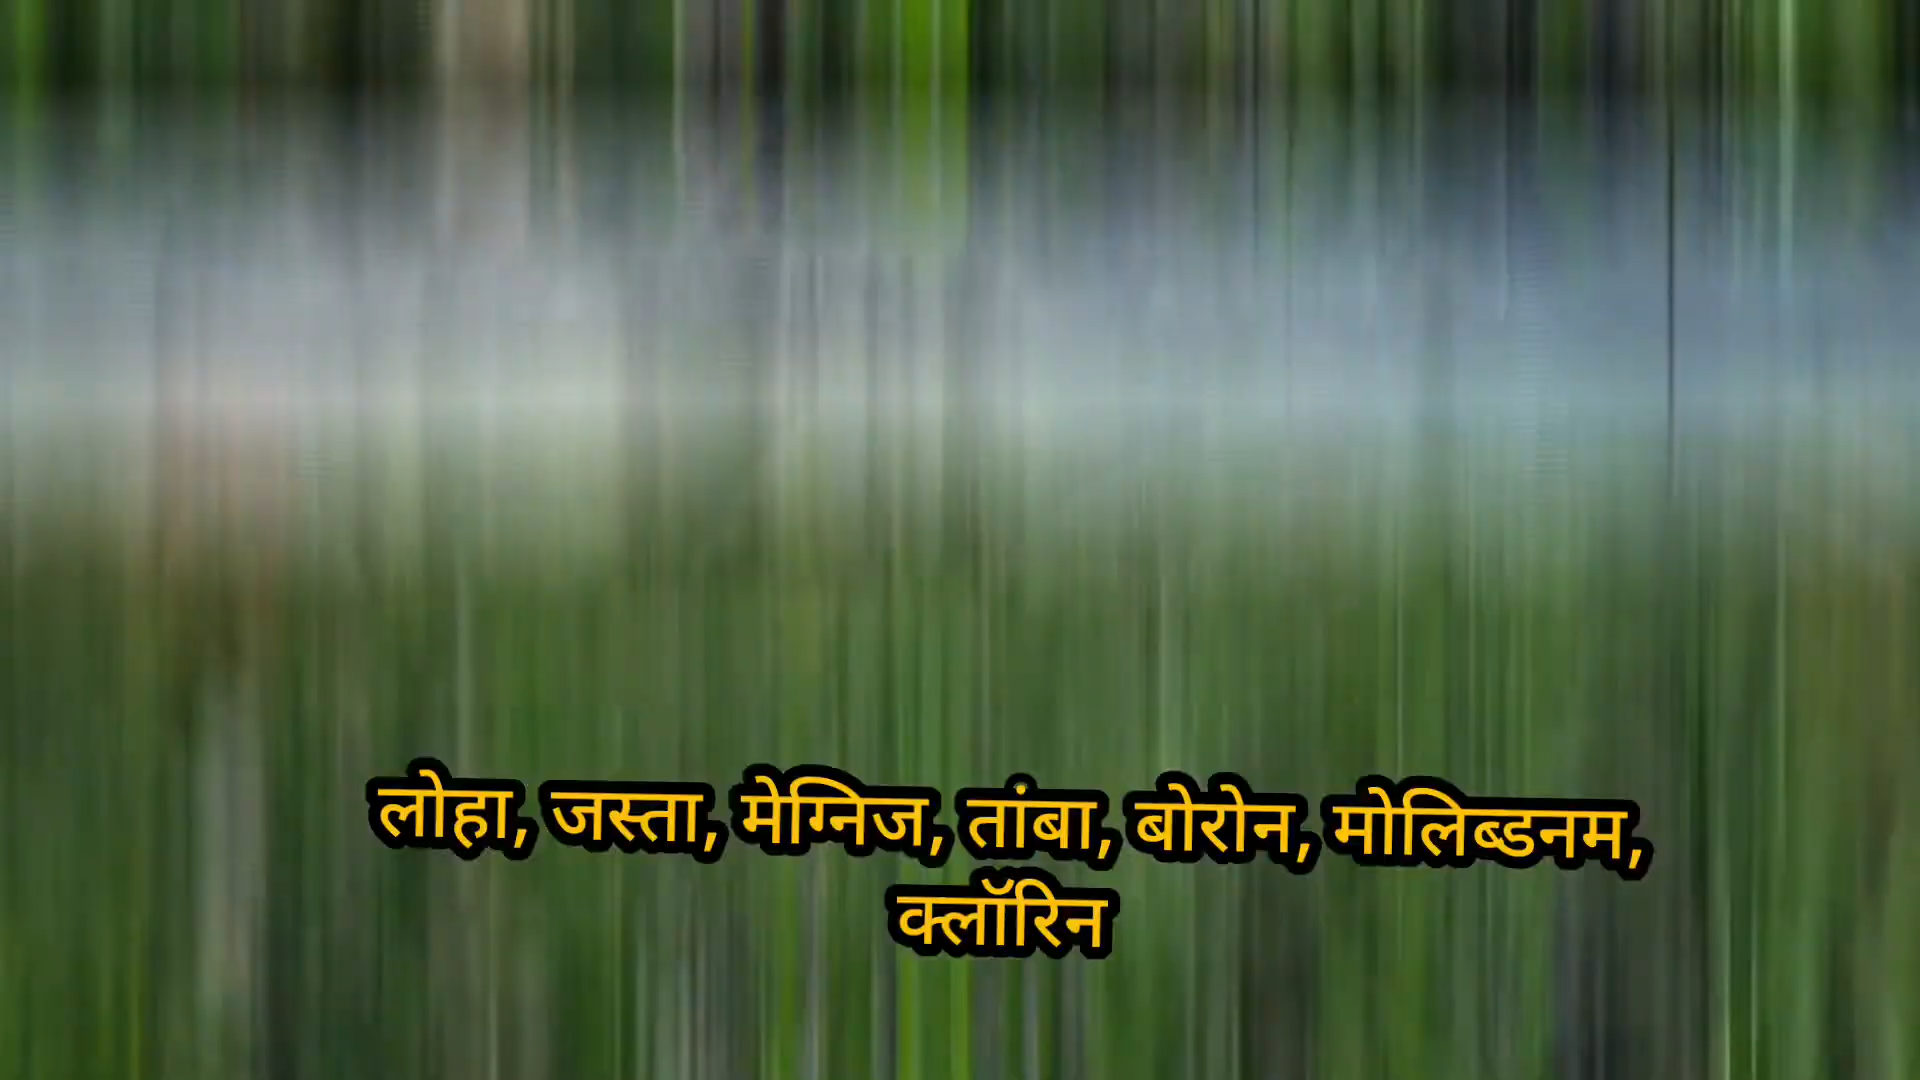 लोहा, जस्ता, मेग्निज, तांबा, बोरोन, मोलिब्डनम,
क्लॉरिन